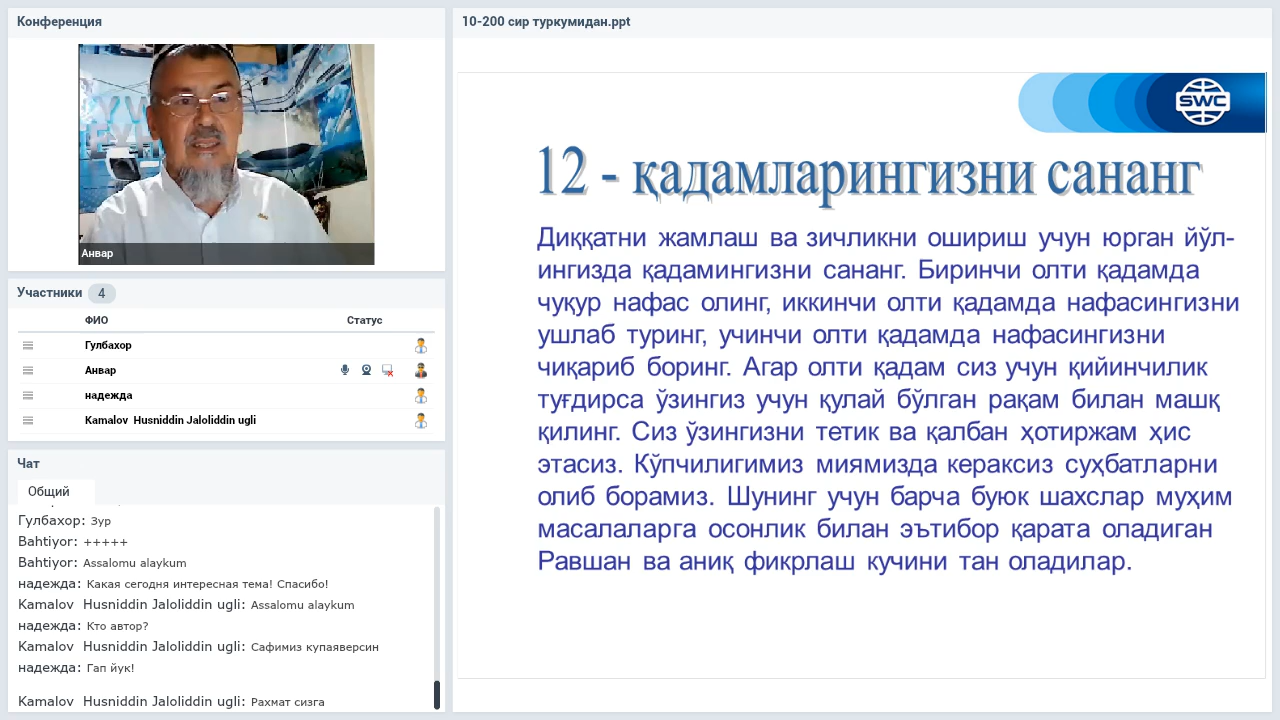 Конференция
Анвар
Участники 4
ФИО Статус
Гулбахор
Анвар
надежда
Kamalov Husniddin Jaloliddin ugli
Чат
Общий
Гулбахор: Зур
Bahtiyor: +++++
Bahtiyor: Assalomu alaykum
надежда: Какая сегодня интересная тема! Спасибо!
Kamalov Husniddin Jaloliddin ugli: Assalomu alaykum
надежда: Кто автор?
Kamalov Husniddin Jaloliddin ugli: Сафимиз купаяверсин
надежда: Гап йук!
Kamalov Husniddin Jaloliddin ugli: Рахмат сизга
10-200 сир туркумидан.ppt
SWC
12 - қадамларингизни сананг
Диққатни жамлаш ва зичликни ошириш учун юрган йўл-
ингизда қадамингизни сананг. Биринчи олти қадамда
чуқур нафас олинг, иккинчи олти қадамда нафасингизни
ушлаб туринг, учинчи олти қадамда нафасингизни
чиқариб боринг. Агар олти қадам сиз учун қийинчилик
туғдирса ўзингиз учун қулай бўлган рақам билан машқ
қилинг. Сиз ўзингизни тетик ва қалбан ҳотиржам ҳис
этасиз. Кўпчилигимиз миямизда кераксиз суҳбатларни
олиб борамиз. Шунинг учун барча буюк шахслар муҳим
масалаларга осонлик билан эътибор қарата оладиган
Равшан ва аниқ фикрлаш кучини тан оладилар.